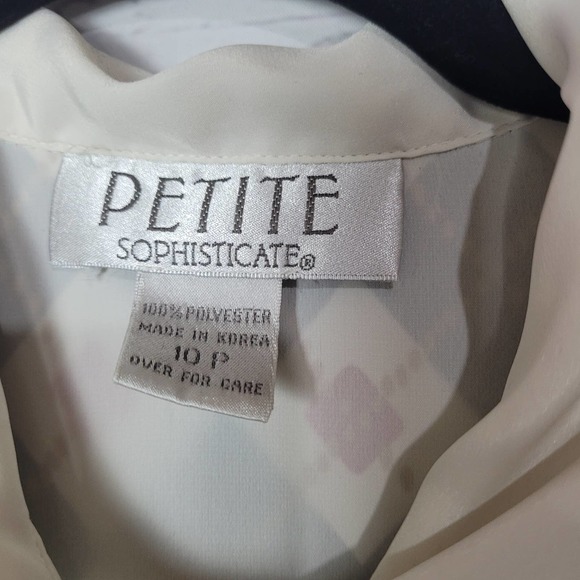 PETITE
SOPHISTICATE®
100% POLYESTER
MADE IN KOREA
10 P
OVER FOR CARE